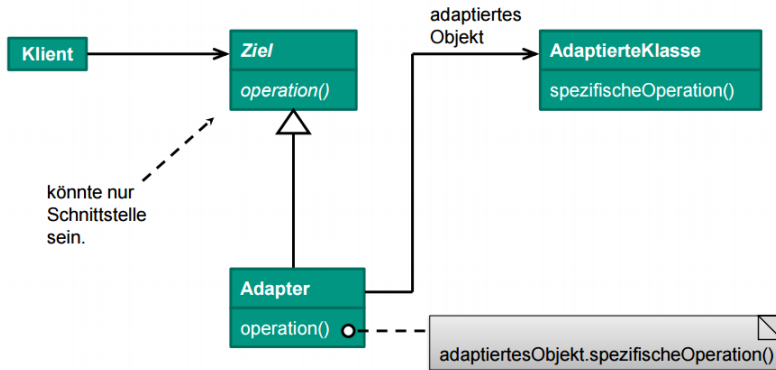 Klient
Ziel
operation()
adaptiertes
Objekt
AdaptierteKlasse
spezifischeOperation()
könnte nur
Schnittstelle
sein.
Adapter
operation()
adaptiertesObjekt.spezifischeOperation()